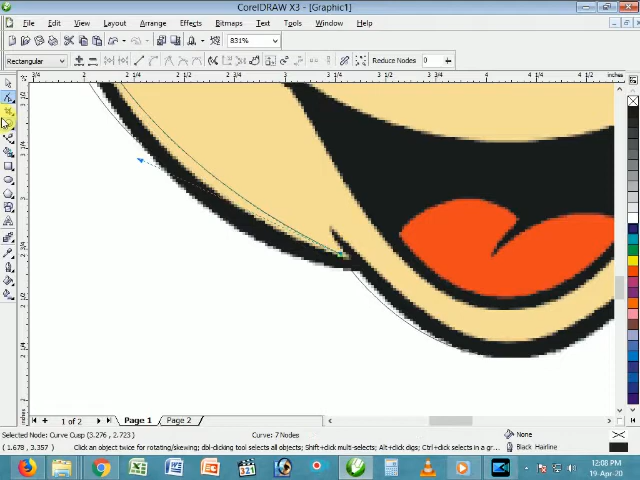 CorelDRAW X3 - [Graphic1]
File Edit View Layout Arrange Effects Bitmaps Text Tools Window Help
831%
Rectangular Reduce Nodes 0
inches
1 of 2 Page 1 Page 2
Selected Node: Curve Cusp (3.276 , 2.723) Curve: 7 Nodes None
( 1.678 , 3.357 ) Click an object twice for rotating/skewing; dbl-clicking tool selects all objects; Shift+click multi-selects; Alt+click digs; Ctrl+click selects in a gr... Black Hairline
12:08 PM
19-Apr-20